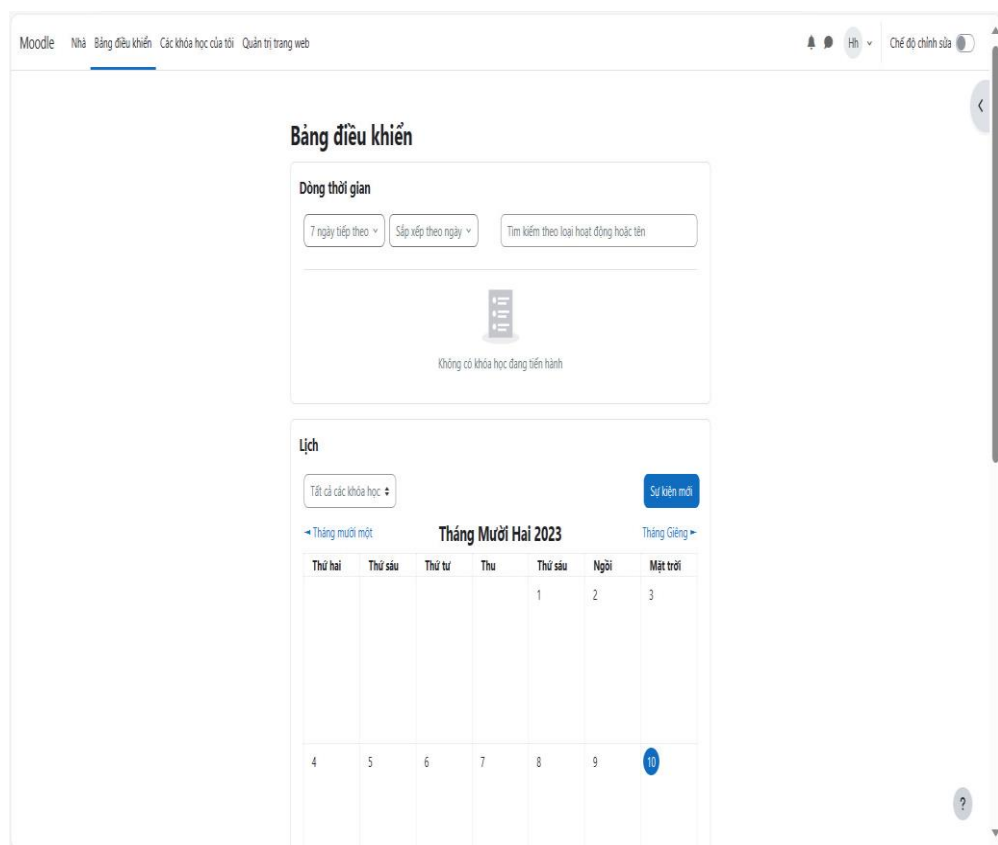 Moodle Nhà Bảng điều khiển Các khóa học của tôi Quản trị trang web Hh Chế độ chỉnh sửa
Bảng điều khiển
Dòng thời gian
7 ngày tiếp theo Sắp xếp theo ngày Tìm kiếm theo loại hoạt động hoặc tên
Không có khóa học đang tiến hành
Lịch
Tất cả các khóa học Sự kiện mới
◄ Tháng mười một Tháng Mười Hai 2023 Tháng Giêng ►
Thứ hai Thứ sáu Thứ tư Thu Thứ sáu Ngồi Mặt trời
1 2 3
4 5 6 7 8 9 10
?